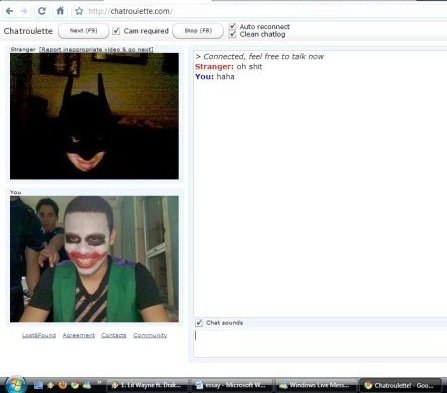 http://chatroulette.com/
Chatroulette Next (F9) Cam required Stop (F8) Auto reconnect
Clean chatlog
Stranger [Report inappropriate video & go next]
> Connected, feel free to talk now
Stranger: oh shit
You: haha
You
Chat sounds
Lost&Found Agreement Contacts Community
1. Lil Wayne ft. Drak... essay - Microsoft W... Windows Live Mess... Chatroulette! - Goo...